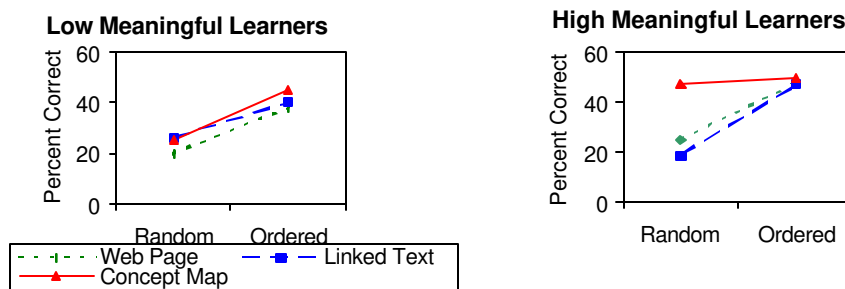 Low Meaningful Learners
60
40
20
0
Percent Correct
Random Ordered
High Meaningful Learners
60
40
20
0
Percent Correct
Random Ordered
Web Page Linked Text
Concept Map